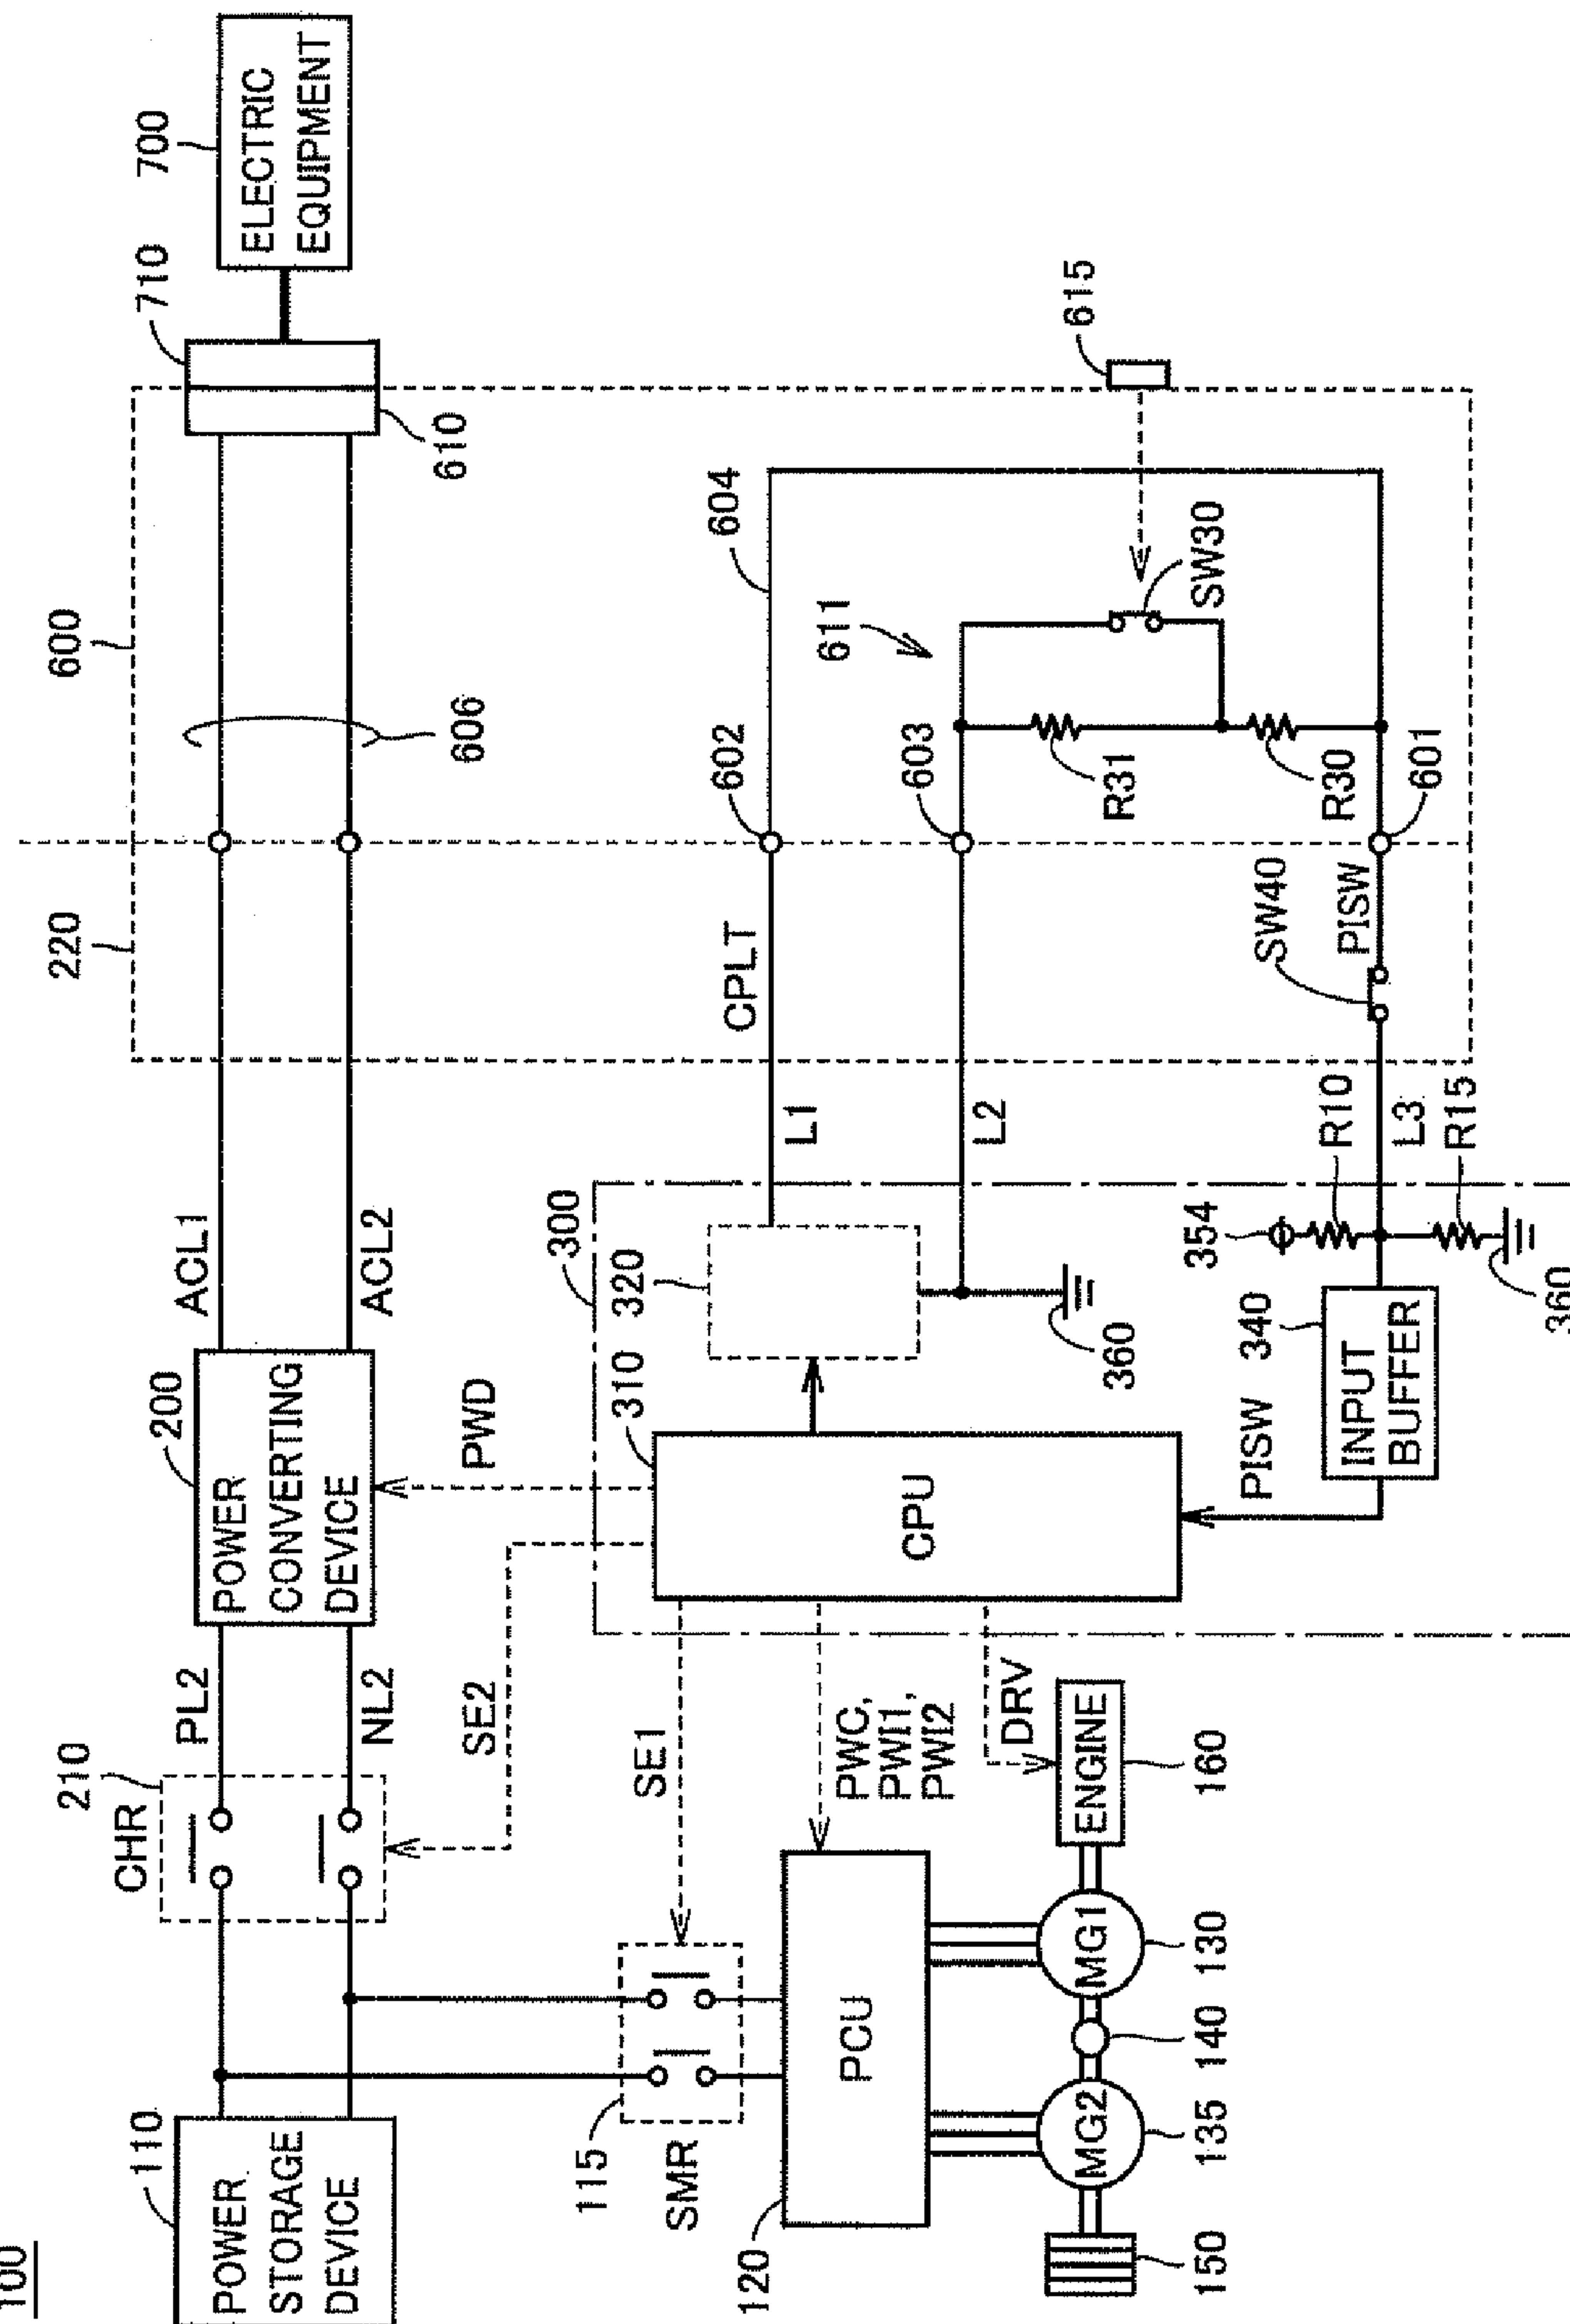 100
110
POWER
STORAGE
DEVICE
CHR
210
PL2
NL2
200
POWER
CONVERTING
DEVICE
ACL1
ACL2
220
600
606
610
710
700
ELECTRIC
EQUIPMENT
SE2
PWD
115
SMR
SE1
120
PCU
PWC,
PWI1,
PWI2
DRV
310
CPU
300
320
360
L1
L2
CPLT
602
603
604
611
R31
R30
SW30
615
601
PISW
SW40
R10
L3
R15
354
360
340
INPUT
BUFFER
PISW
150
MG2
135
140
MG1
130
ENGINE
160